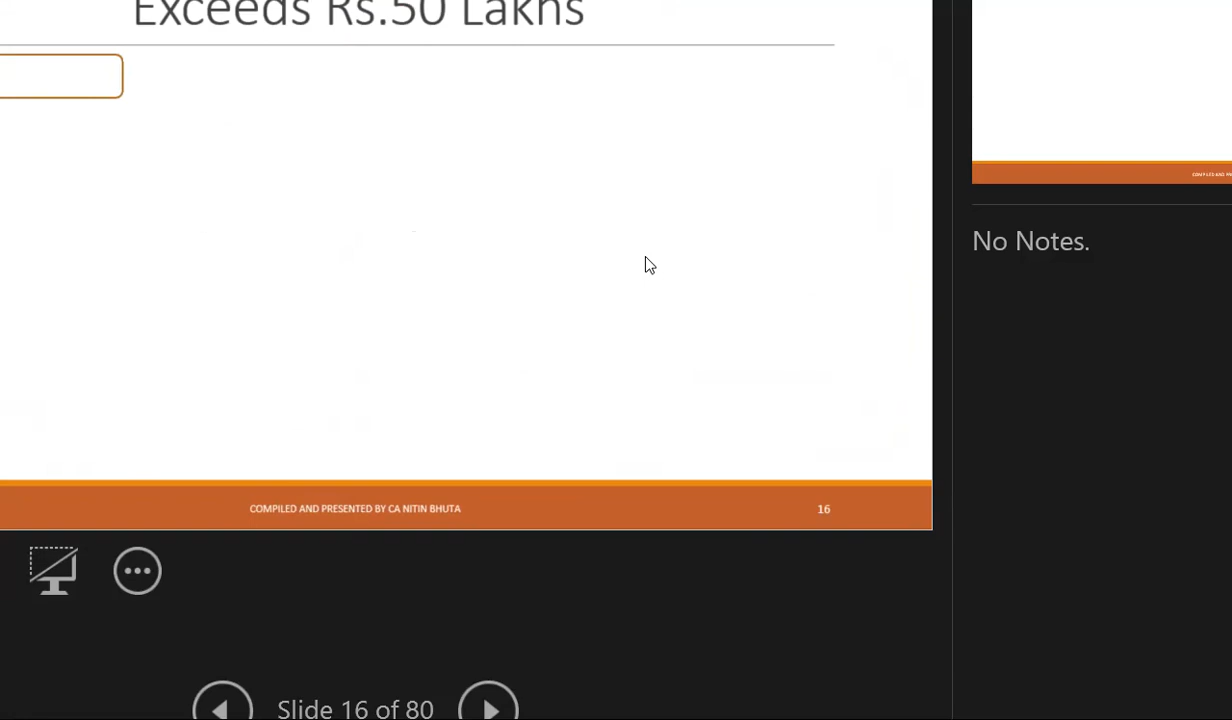 Exceeds Rs.50 Lakhs
No Notes.
COMPILED AND PRESENTED BY CA NITIN BHUTA
16
Slide 16 of 80